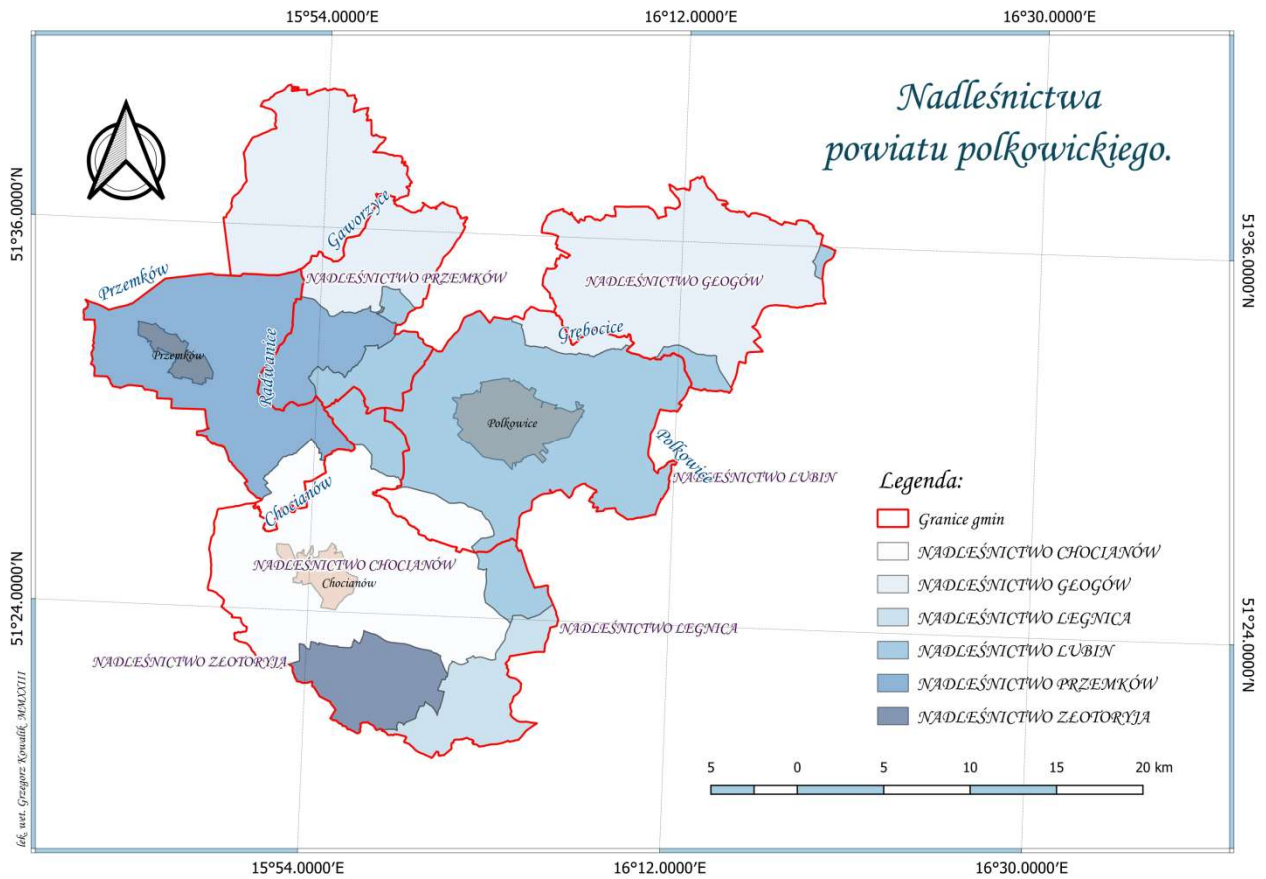 15°54.0000′E
16°12.0000′E
16°30.0000′E
Nadleśnictwa
powiatu polkowickiego.
51°36.0000′N
51°36.0000′N
Gaworzyce
Przemków
NADLEŚNICTWO PRZEMKÓW
NADLEŚNICTWO GŁOGÓW
Grębocice
Przemków
Radwanice
Polkowice
Polkowice
NADLEŚNICTWO LUBIN
Chocianów
NADLEŚNICTWO CHOCIANÓW
Chocianów
NADLEŚNICTWO LEGNICA
NADLEŚNICTWO ZŁOTORYJA
51°24.0000′N
51°24.0000′N
Legenda:
Granice gmin
NADLEŚNICTWO CHOCIANÓW
NADLEŚNICTWO GŁOGÓW
NADLEŚNICTWO LEGNICA
NADLEŚNICTWO LUBIN
NADLEŚNICTWO PRZEMKÓW
NADLEŚNICTWO ZŁOTORYJA
5 0 5 10 15 20 km
lek. wet. Grzegorz Kowalik MMXXIII
15°54.0000′E
16°12.0000′E
16°30.0000′E